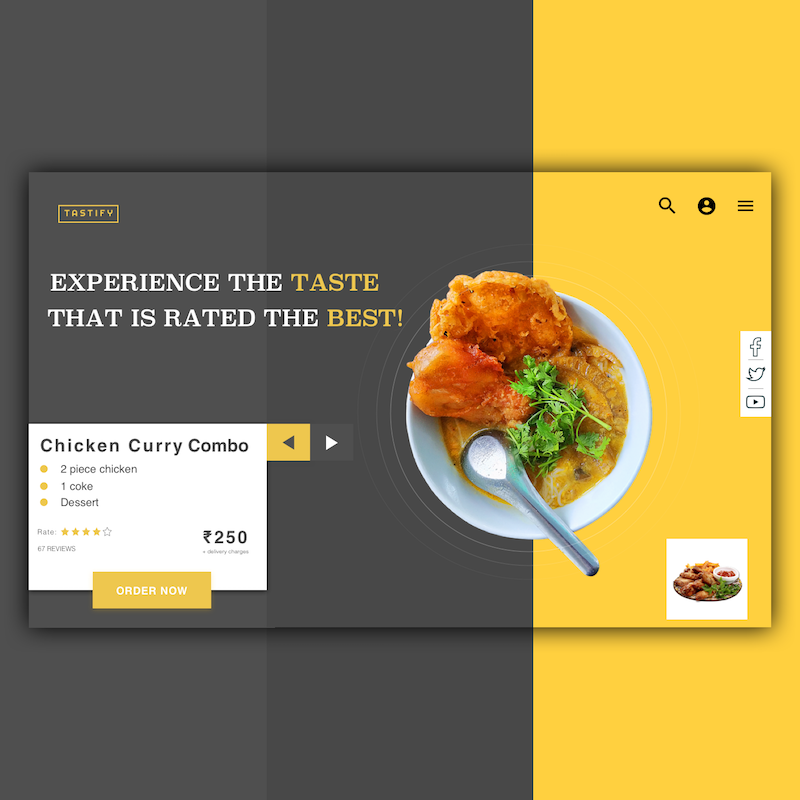 TASTIFY
EXPERIENCE THE TASTE
THAT IS RATED THE BEST!
Chicken Curry Combo
2 piece chicken
1 coke
Dessert
Rate:
₹250
67 REVIEWS
+ delivery charges
ORDER NOW